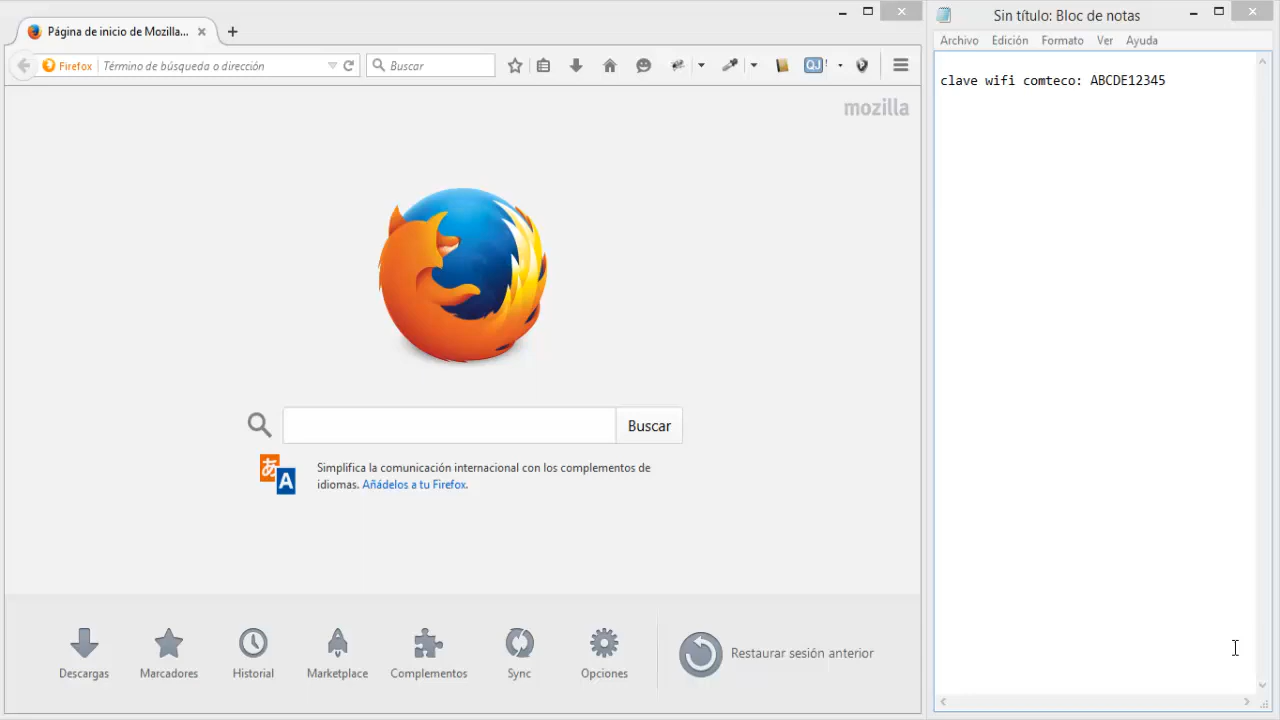 Página de inicio de Mozilla...
Firefox
Término de búsqueda o dirección
Buscar
QJ
mozilla
Buscar
Simplifica la comunicación internacional con los complementos de
idiomas. Añádelos a tu Firefox.
Descargas
Marcadores
Historial
Marketplace
Complementos
Sync
Opciones
Restaurar sesión anterior
Sin título: Bloc de notas
Archivo Edición Formato Ver Ayuda
clave wifi comteco: ABCDE12345